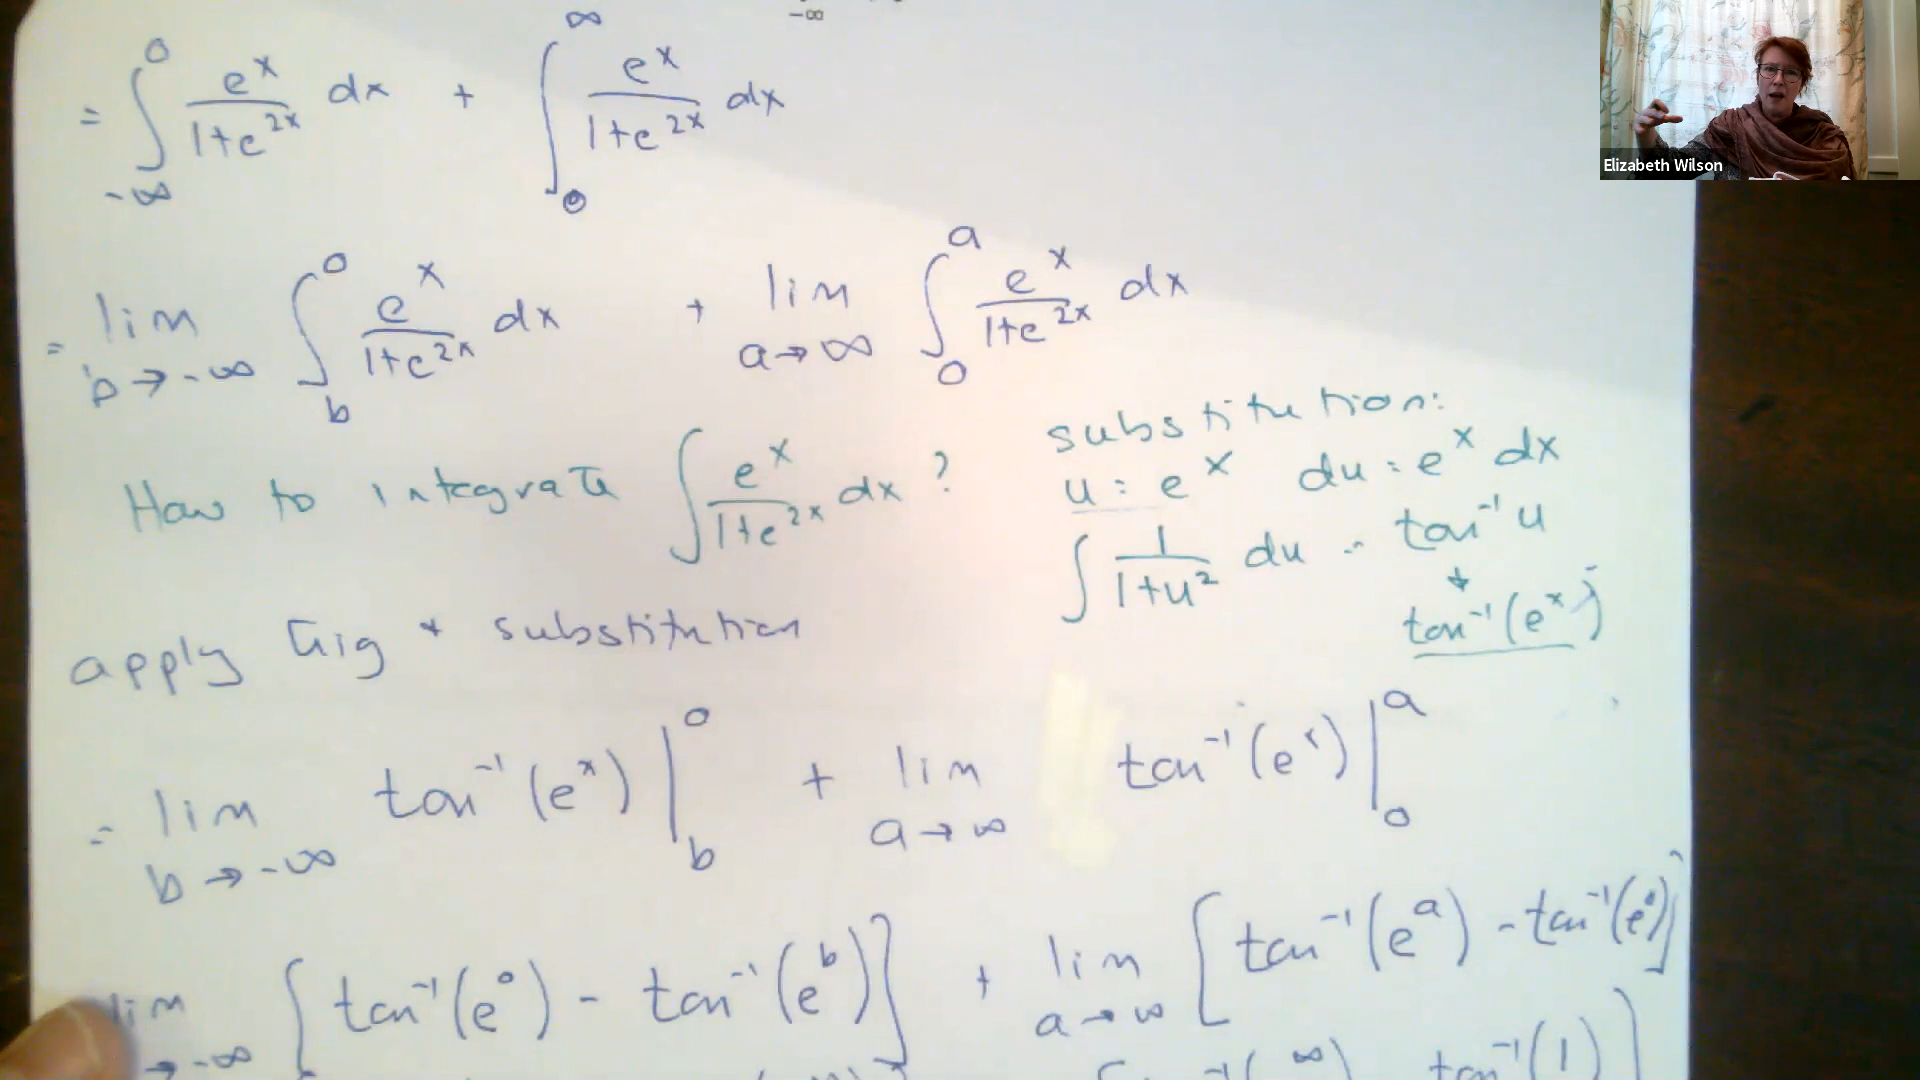 -∞
= ∫_{-∞}^{0} e^x/(1+e^{2x}) dx + ∫_{0}^{∞} e^x/(1+e^{2x}) dx
Elizabeth Wilson
= lim_{b→-∞} ∫_{b}^{0} e^x/(1+e^{2x}) dx + lim_{a→∞} ∫_{0}^{a} e^x/(1+e^{2x}) dx
How to integrate ∫ e^x/(1+e^{2x}) dx ?
substitution:
u = e^x du = e^x dx
∫ 1/(1+u^2) du = tan^{-1} u
↓
tan^{-1}(e^x)
apply trig + substitution
= lim_{b→-∞} tan^{-1}(e^x) |_{b}^{0} + lim_{a→∞} tan^{-1}(e^x) |_{0}^{a}
lim_{→-∞} [tan^{-1}(e^0) - tan^{-1}(e^b)] + lim_{a→∞} [tan^{-1}(e^a) - tan^{-1}(e^0)]
tan^{-1}(1)]